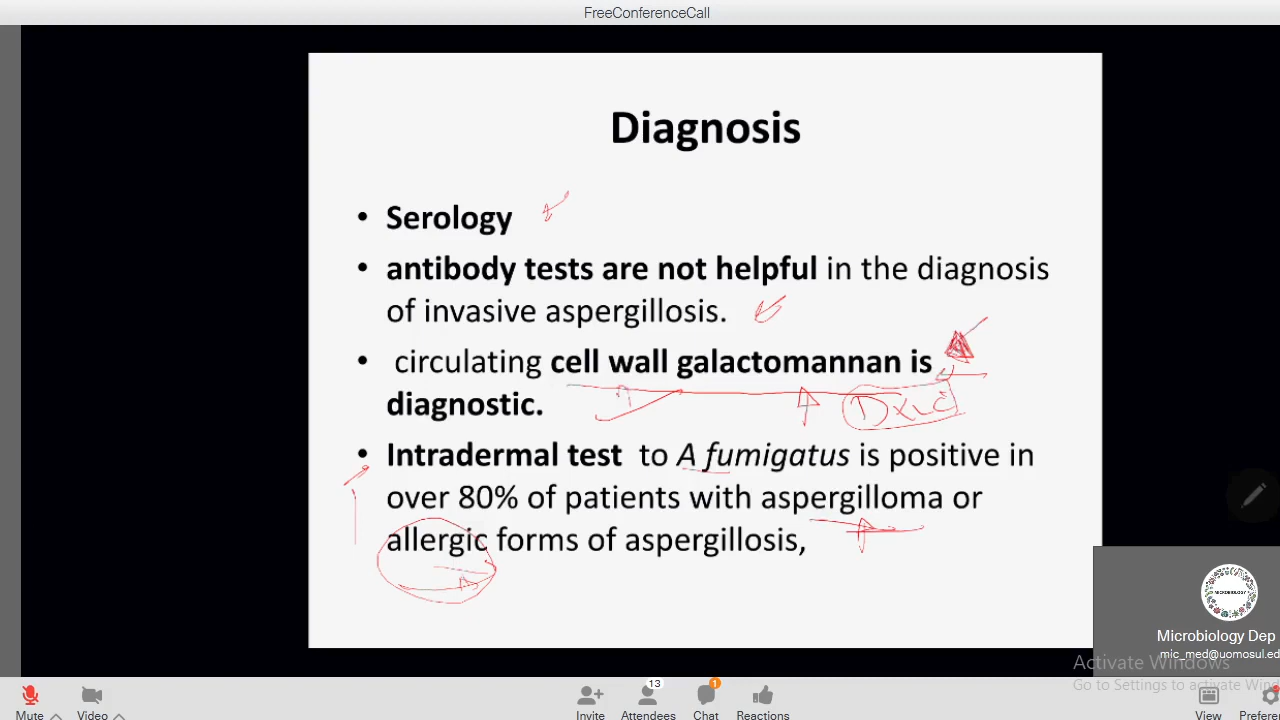 FreeConferenceCall
Diagnosis
• Serology
• antibody tests are not helpful in the diagnosis
of invasive aspergillosis.
• circulating cell wall galactomannan is
diagnostic.
• Intradermal test to A fumigatus is positive in
over 80% of patients with aspergilloma or
allergic forms of aspergillosis,
MICROBIOLOGY
Microbiology Dep
mic_med@uomosul.ed
Activate Windows
Go to Settings to activate Win
13
1
Mute
Video
Invite
Attendees
Chat
Reactions
View
Prefere